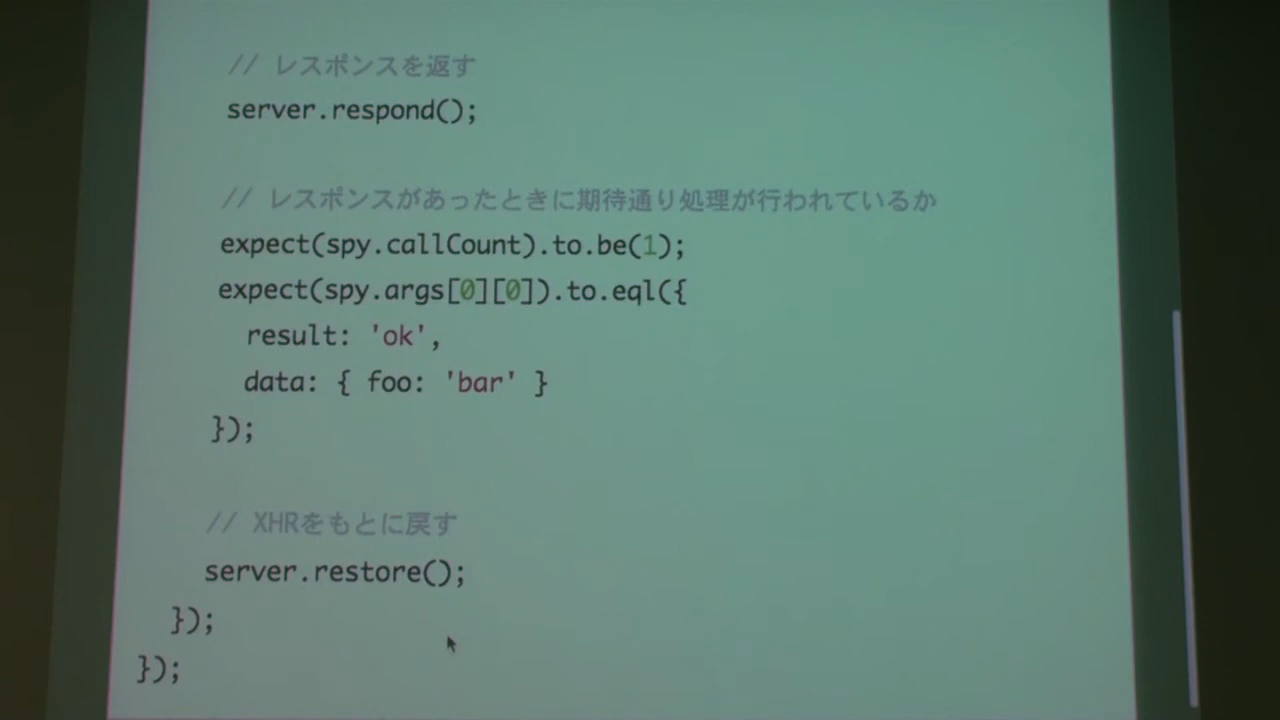 // レスポンスを返す
server.respond();
// レスポンスがあったときに期待通り処理が行われているか
expect(spy.callCount).to.be(1);
expect(spy.args[0][0]).to.eql({
result: 'ok',
data: { foo: 'bar' }
});
// XHRをもとに戻す
server.restore();
});
});